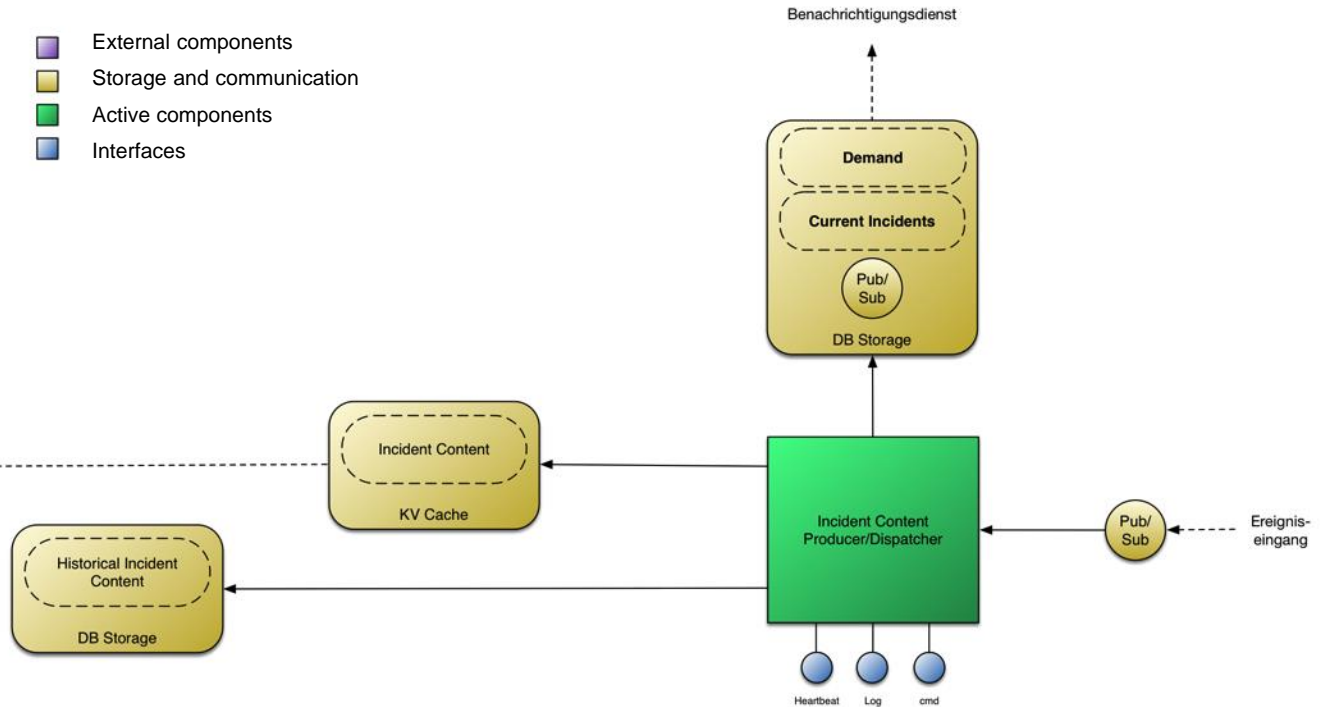 Benachrichtigungsdienst
External components
Storage and communication
Active components
Interfaces
Demand
Current Incidents
Pub/
Sub
DB Storage
Incident Content
KV Cache
Historical Incident
Content
DB Storage
Incident Content
Producer/Dispatcher
Pub/
Sub
Ereignis-
eingang
Heartbeat
Log
cmd